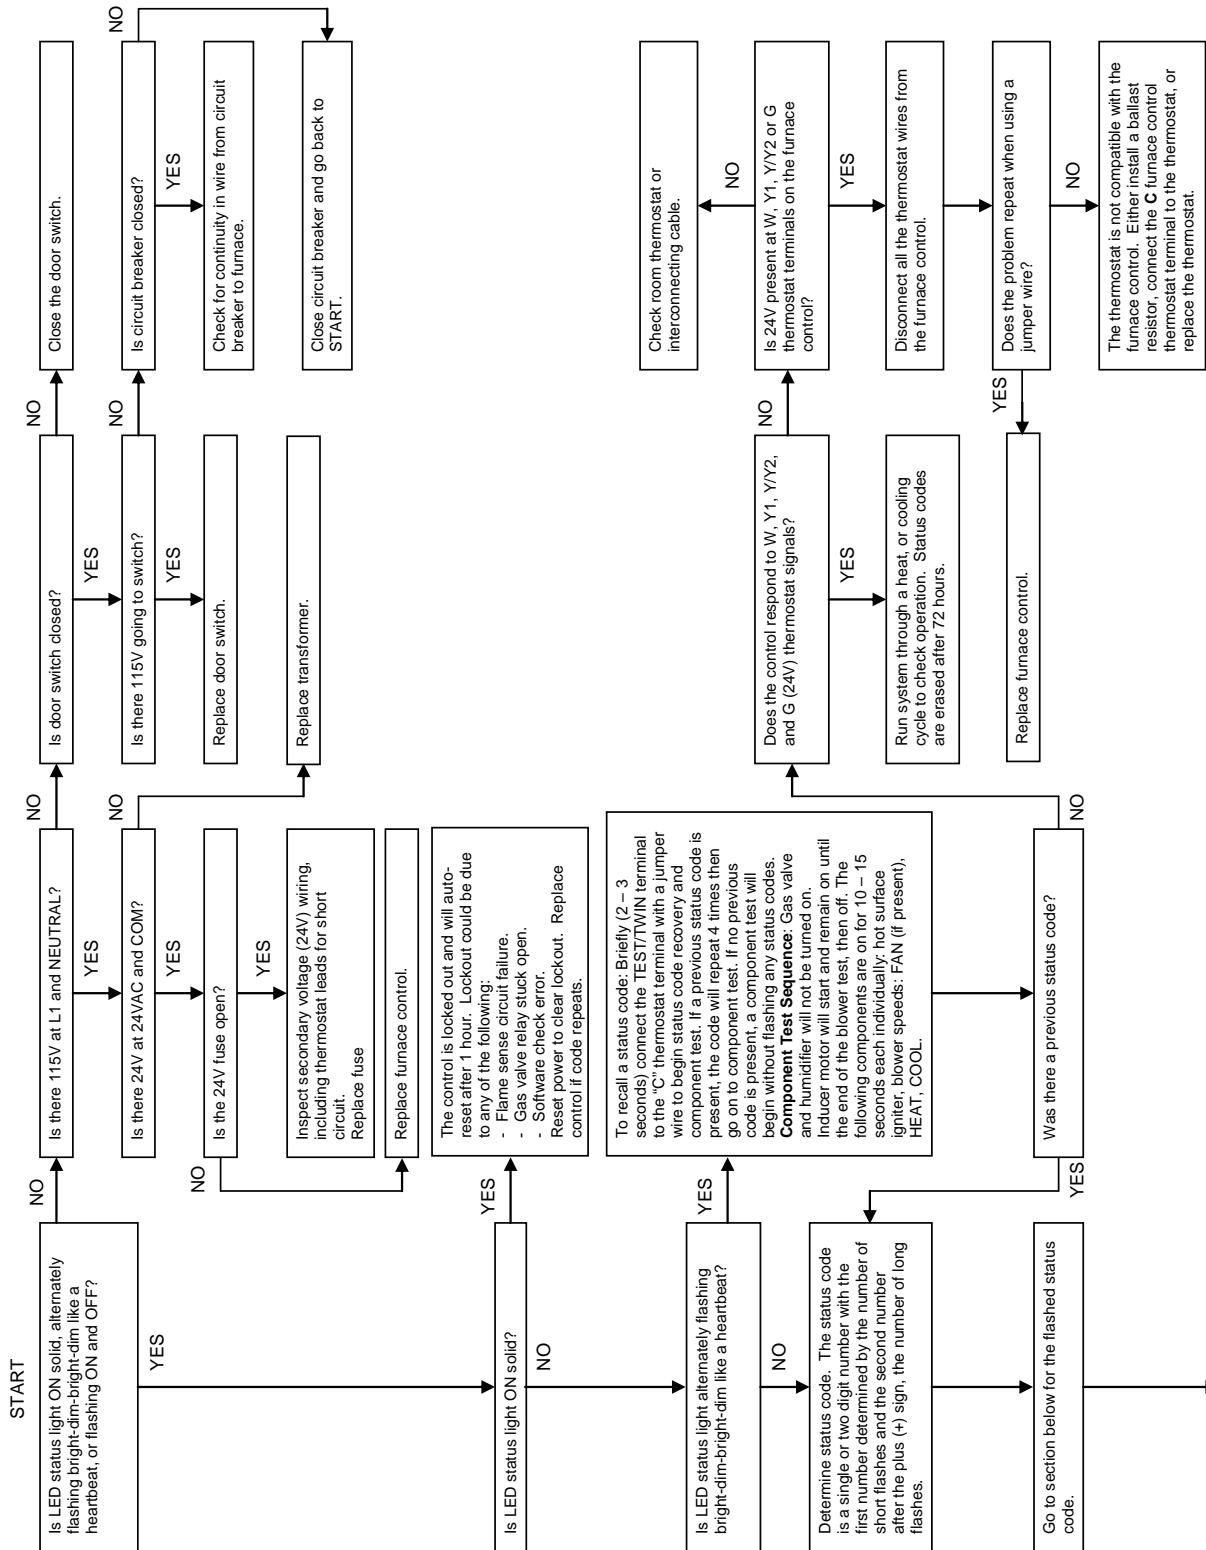 START
Is LED status light ON solid, alternately
flashing bright-dim-bright-dim like a
heartbeat, or flashing ON and OFF?
NO
YES
Is there 115V at L1 and NEUTRAL?
NO
YES
Is door switch closed?
NO
YES
Close the door switch.
Is there 24V at 24VAC and COM?
NO
YES
Is there 115V going to switch?
NO
YES
Is circuit breaker closed?
NO
YES
Is the 24V fuse open?
NO
YES
Replace door switch.
Check for continuity in wire from circuit
breaker to furnace.
Inspect secondary voltage (24V) wiring,
including thermostat leads for short
circuit.
Replace fuse
Replace transformer.
Close circuit breaker and go back to
START.
Replace furnace control.
Is LED status light ON solid?
YES
NO
The control is locked out and will auto-
reset after 1 hour. Lockout could be due
to any of the following:
- Flame sense circuit failure.
- Gas valve relay stuck open.
- Software check error.
Reset power to clear lockout. Replace
control if code repeats.
Is LED status light alternately flashing
bright-dim-bright-dim like a heartbeat?
YES
NO
To recall a status code: Briefly (2 – 3
seconds) connect the TEST/TWIN terminal
to the “C” thermostat terminal with a jumper
wire to begin status code recovery and
component test. If a previous status code is
present, the code will repeat 4 times then
go on to component test. If no previous
code is present, a component test will
begin without flashing any status codes.
Component Test Sequence: Gas valve
and humidifier will not be turned on.
Inducer motor will start and remain on until
the end of the blower test, then off. The
following components are on for 10 – 15
seconds each individually: hot surface
igniter, blower speeds: FAN (if present),
HEAT, COOL.
Determine status code. The status code
is a single or two digit number with the
first number determined by the number of
short flashes and the second number
after the plus (+) sign, the number of long
flashes.
Was there a previous status code?
YES
NO
Go to section below for the flashed status
code.
Does the control respond to W, Y1, Y/Y2,
and G (24V) thermostat signals?
NO
YES
Run system through a heat, or cooling
cycle to check operation. Status codes
are erased after 72 hours.
Check room thermostat or
interconnecting cable.
NO
Is 24V present at W, Y1, Y/Y2 or G
thermostat terminals on the furnace
control?
YES
Disconnect all the thermostat wires from
the furnace control.
Does the problem repeat when using a
jumper wire?
YES
NO
Replace furnace control.
The thermostat is not compatible with the
furnace control. Either install a ballast
resistor, connect the C furnace control
thermostat terminal to the thermostat, or
replace the thermostat.